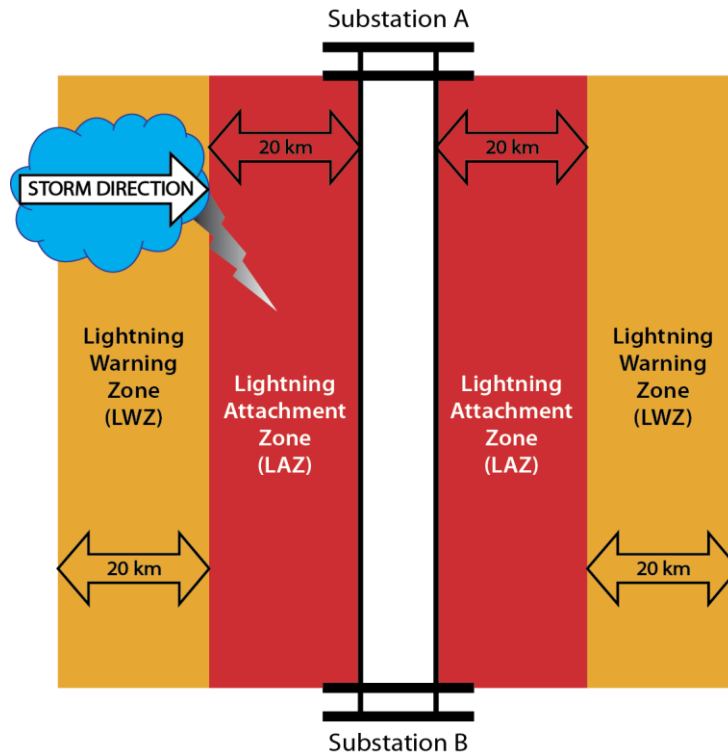 Substation A
20 km
20 km
STORM DIRECTION
Lightning
Warning
Zone
(LWZ)
Lightning
Attachment
Zone
(LAZ)
Lightning
Attachment
Zone
(LAZ)
Lightning
Warning
Zone
(LWZ)
20 km
20 km
Substation B